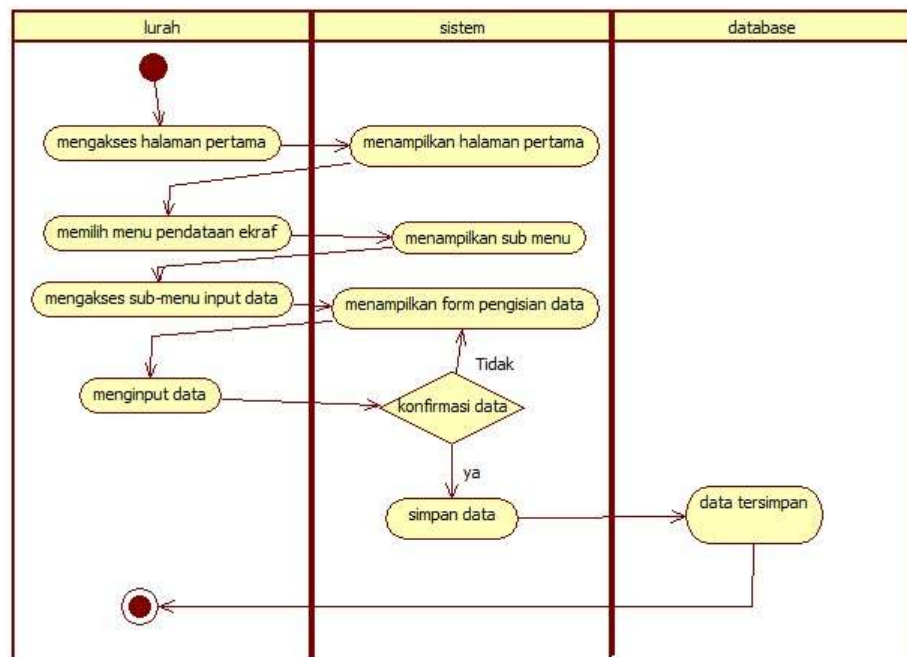 lurah
sistem
database
mengakses halaman pertama
menampilkan halaman pertama
memilih menu pendataan ekraf
menampilkan sub menu
mengakses sub-menu input data
menampilkan form pengisian data
Tidak
menginput data
konfirmasi data
ya
simpan data
data tersimpan